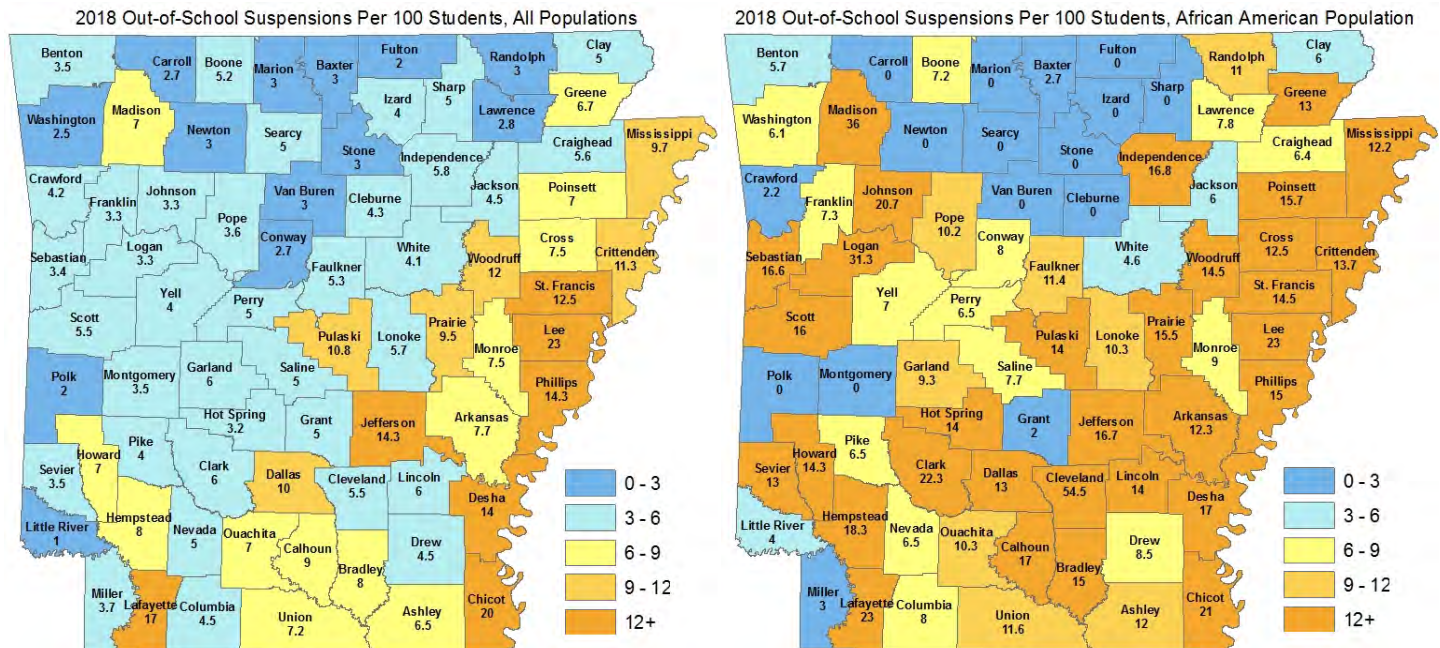 2018 Out-of-School Suspensions Per 100 Students, All Populations
Benton
3.5
Carroll
2.7
Boone
5.2
Marion
3
Baxter
3
Fulton
2
Randolph
3
Clay
5
Sharp
5
Izard
4
Greene
6.7
Lawrence
2.8
Washington
2.5
Madison
7
Newton
3
Searcy
5
Stone
3
Independence
5.8
Craighead
5.6
Mississippi
9.7
Crawford
4.2
Franklin
3.3
Johnson
3.3
Pope
3.6
Van Buren
3
Cleburne
4.3
Jackson
4.5
Poinsett
7
Sebastian
3.4
Logan
3.3
Conway
2.7
Faulkner
5.3
White
4.1
Woodruff
12
Cross
7.5
Crittenden
11.3
St. Francis
12.5
Scott
5.5
Yell
4
Perry
5
Pulaski
10.8
Lonoke
5.7
Prairie
9.5
Monroe
7.5
Lee
23
Polk
2
Montgomery
3.5
Garland
6
Saline
5
Phillips
14.3
Hot Spring
3.2
Grant
5
Jefferson
14.3
Arkansas
7.7
Sevier
3.5
Howard
7
Pike
4
Clark
6
Dallas
10
Cleveland
5.5
Lincoln
6
Desha
14
Little River
1
Hempstead
8
Nevada
5
Ouachita
7
Calhoun
9
Bradley
8
Drew
4.5
Miller
3.7
Lafayette
17
Columbia
4.5
Union
7.2
Ashley
6.5
Chicot
20
0 - 3
3 - 6
6 - 9
9 - 12
12+
2018 Out-of-School Suspensions Per 100 Students, African American Population
Benton
5.7
Carroll
0
Boone
7.2
Marion
0
Baxter
2.7
Fulton
0
Randolph
11
Clay
6
Sharp
0
Izard
0
Greene
13
Lawrence
7.8
Washington
6.1
Madison
36
Newton
0
Searcy
0
Stone
0
Independence
16.8
Craighead
6.4
Mississippi
12.2
Crawford
2.2
Franklin
7.3
Johnson
20.7
Pope
10.2
Van Buren
0
Cleburne
0
Jackson
6
Poinsett
15.7
Sebastian
16.6
Logan
31.3
Conway
8
Faulkner
11.4
White
4.6
Woodruff
14.5
Cross
12.5
Crittenden
13.7
St. Francis
14.5
Scott
16
Yell
7
Perry
6.5
Pulaski
14
Lonoke
10.3
Prairie
15.5
Monroe
9
Lee
23
Polk
0
Montgomery
0
Garland
9.3
Saline
7.7
Phillips
15
Hot Spring
14
Grant
2
Jefferson
16.7
Arkansas
12.3
Sevier
13
Howard
14.3
Pike
6.5
Clark
22.3
Dallas
13
Cleveland
54.5
Lincoln
14
Desha
17
Little River
4
Hempstead
18.3
Nevada
6.5
Ouachita
10.3
Calhoun
17
Bradley
15
Drew
8.5
Miller
3
Lafayette
23
Columbia
8
Union
11.6
Ashley
12
Chicot
21
0 - 3
3 - 6
6 - 9
9 - 12
12+